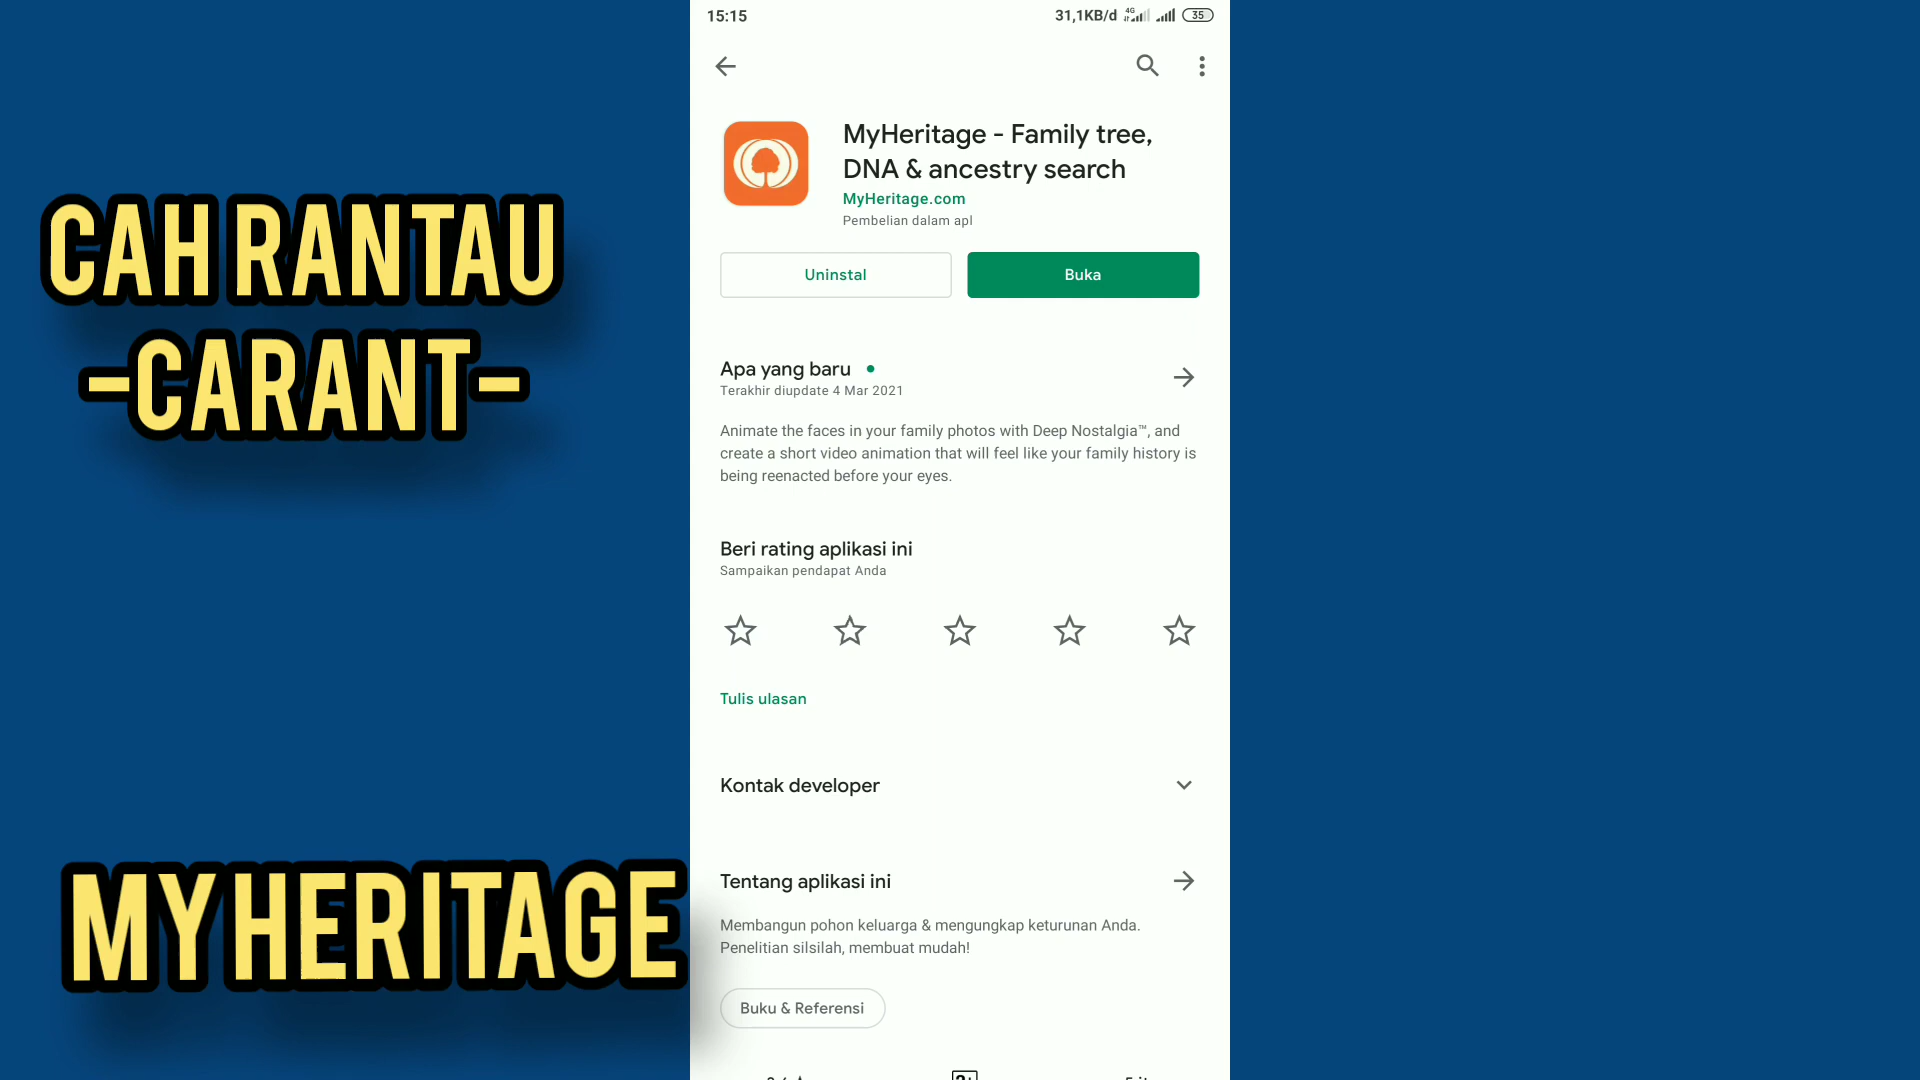 15:15
31,1KB/d 4G 35
MyHeritage - Family tree,
DNA & ancestry search
MyHeritage.com
Pembelian dalam apl
Uninstal
Buka
CAH RANTAU
-CARANT-
Apa yang baru
Terakhir diupdate 4 Mar 2021
Animate the faces in your family photos with Deep Nostalgia™, and
create a short video animation that will feel like your family history is
being reenacted before your eyes.
Beri rating aplikasi ini
Sampaikan pendapat Anda
Tulis ulasan
Kontak developer
MYHERITAGE
Tentang aplikasi ini
Membangun pohon keluarga & mengungkap keturunan Anda.
Penelitian silsilah, membuat mudah!
Buku & Referensi